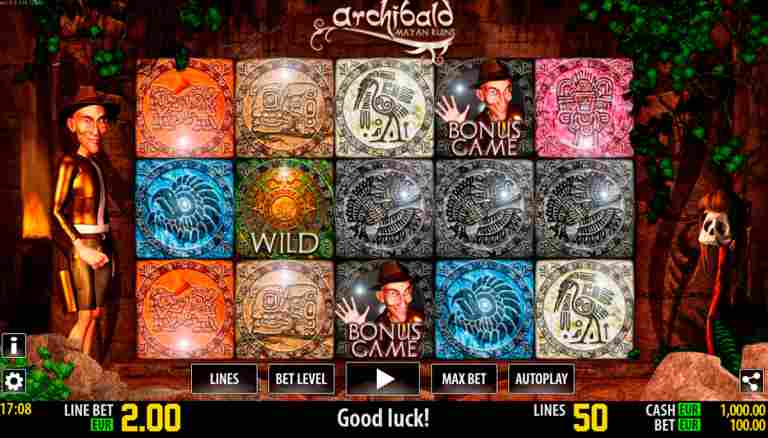 archibald
MAYAN RUINS
BONUS
GAME
WILD
BONUS
GAME
LINES
BET LEVEL
MAX BET
AUTOPLAY
17:08
LINE BET
EUR
2.00
Good luck!
LINES
50
CASH EUR 1,000.00
BET EUR 100.00